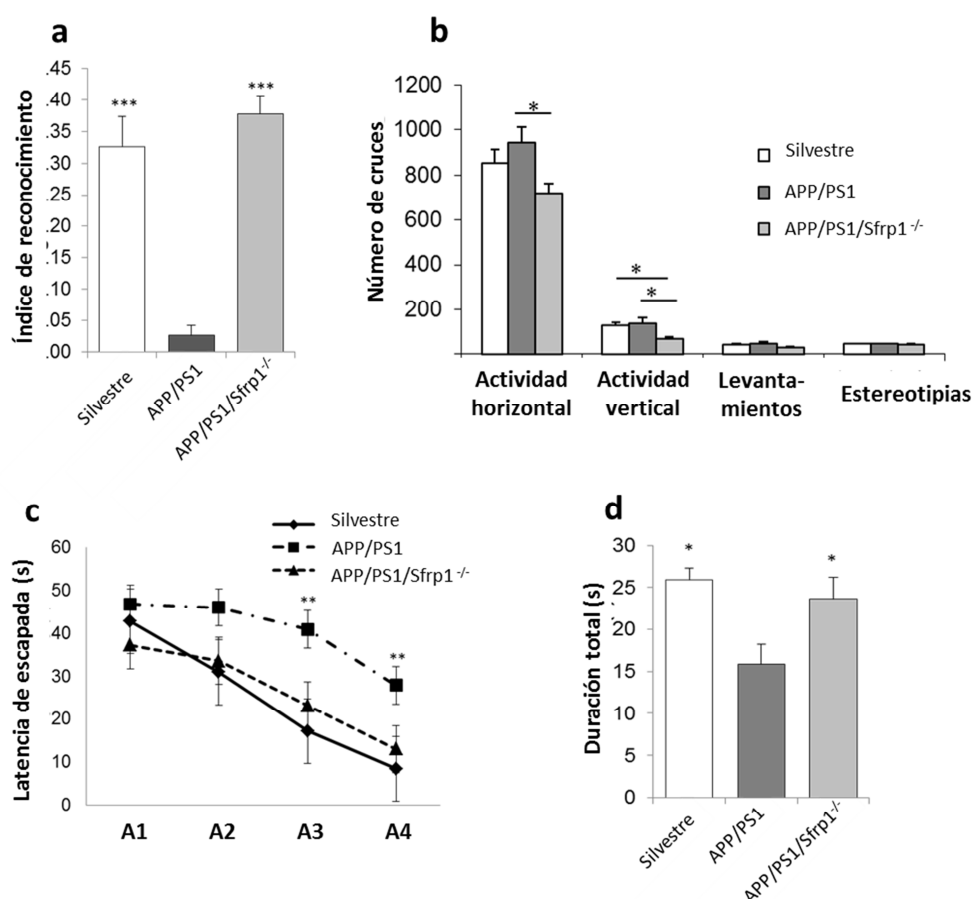 a
Índice de reconocimiento
.45
.40
.35
.30
.25
.20
.15
.10
.05
.00
***
***
Silvestre
APP/PS1
APP/PS1/Sfrp1-/-
b
Número de cruces
1200
1000
800
600
400
200
*
*
*
Silvestre
APP/PS1
APP/PS1/Sfrp1 -/-
Actividad
horizontal
Actividad
vertical
Levanta-
mientos
Estereotipias
c
Latencia de escapada (s)
60
50
40
30
20
10
0
Silvestre
APP/PS1
APP/PS1/Sfrp1 -/-
**
**
A1
A2
A3
A4
d
Duración total (s)
30
25
20
15
10
5
0
*
*
Silvestre
APP/PS1
APP/PS1/Sfrp1-/-